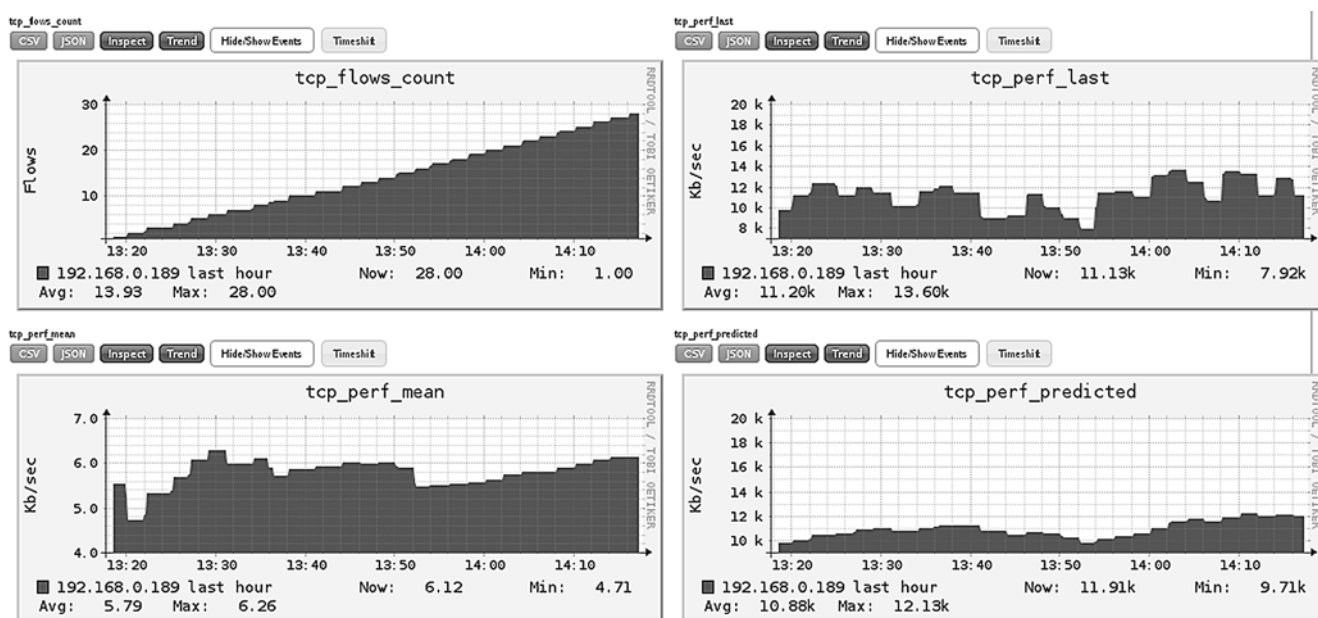 tcp_flows_count
CSV JSON Inspect Trend Hide/Show Events Timeshift
tcp_flows_count
RRDTOOL / TOBI OETIKER
Flows
30
20
10
13:20 13:30 13:40 13:50 14:00 14:10
192.168.0.189 last hour Now: 28.00 Min: 1.00
Avg: 13.93 Max: 28.00
tcp_perf_last
CSV JSON Inspect Trend Hide/Show Events Timeshift
tcp_perf_last
RRDTOOL / TOBI OETIKER
Kb/sec
20 k
18 k
16 k
14 k
12 k
10 k
8 k
13:20 13:30 13:40 13:50 14:00 14:10
192.168.0.189 last hour Now: 11.13k Min: 7.92k
Avg: 11.20k Max: 13.60k
tcp_perf_mean
CSV JSON Inspect Trend Hide/Show Events Timeshift
tcp_perf_mean
RRDTOOL / TOBI OETIKER
Kb/sec
7.0
6.0
5.0
4.0
13:20 13:30 13:40 13:50 14:00 14:10
192.168.0.189 last hour Now: 6.12 Min: 4.71
Avg: 5.79 Max: 6.26
tcp_perf_predicted
CSV JSON Inspect Trend Hide/Show Events Timeshift
tcp_perf_predicted
RRDTOOL / TOBI OETIKER
Kb/sec
20 k
18 k
16 k
14 k
12 k
10 k
13:20 13:30 13:40 13:50 14:00 14:10
192.168.0.189 last hour Now: 11.91k Min: 9.71k
Avg: 10.88k Max: 12.13k